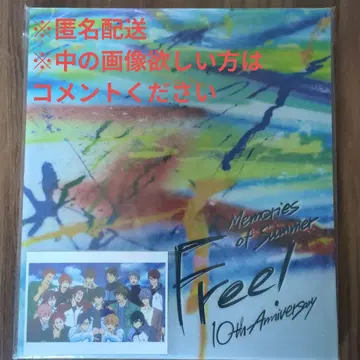 ※匿名配送
※中の画像欲しい方は
コメントください
Memories
of Summer
Free!
10th Anniversary